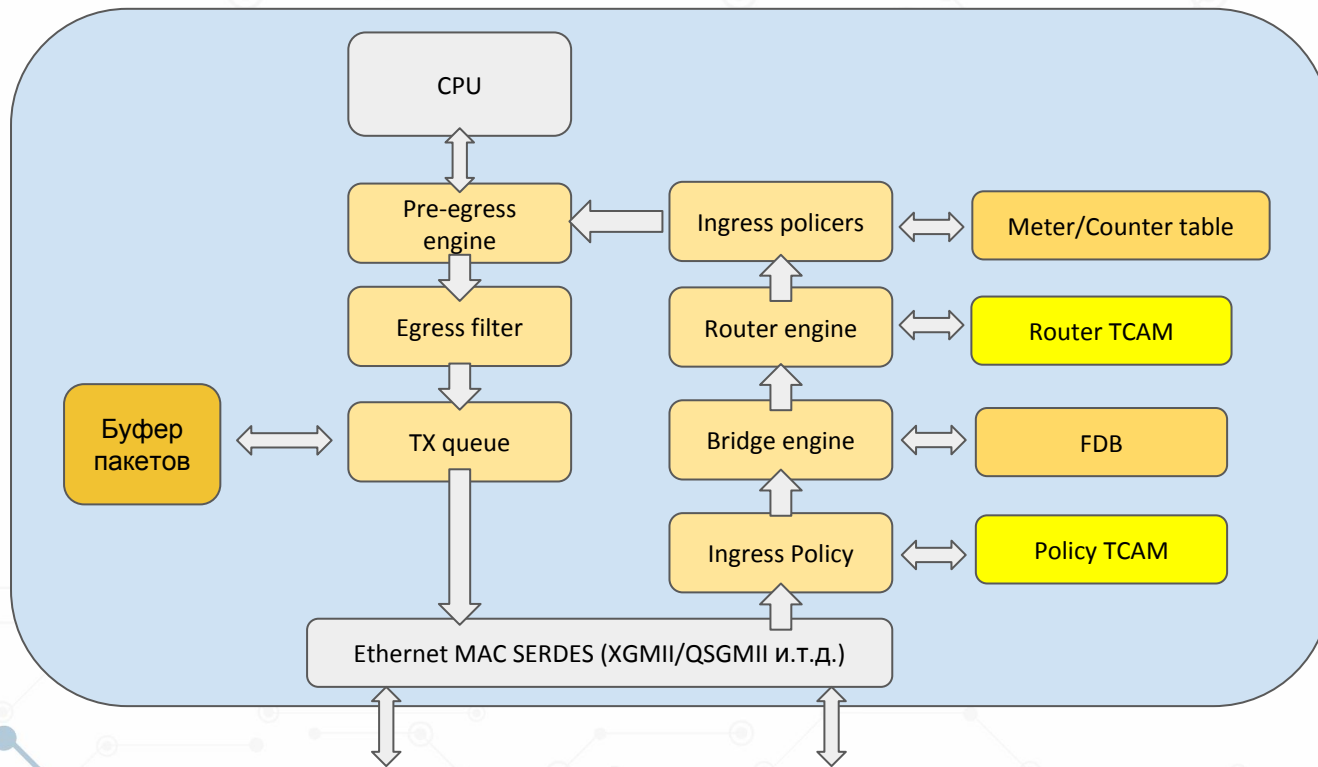 CPU
Pre-egress
engine
Ingress policers
Meter/Counter table
Egress filter
Router engine
Router TCAM
Буфер
пакетов
TX queue
Bridge engine
FDB
Ingress Policy
Policy TCAM
Ethernet MAC SERDES (XGMII/QSGMII и.т.д.)